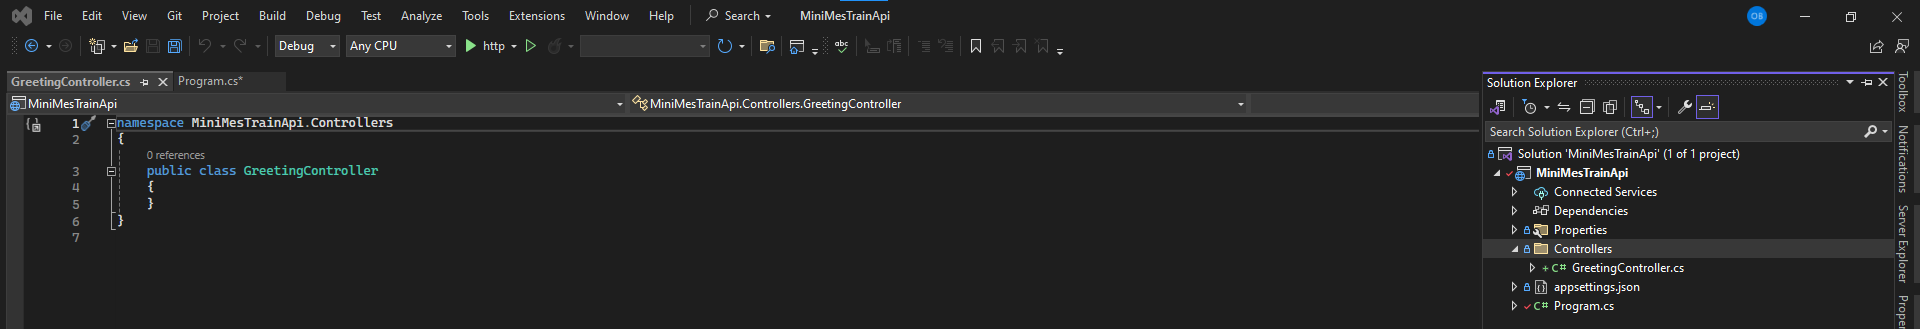 File Edit View Git Project Build Debug Test Analyze Tools Extensions Window Help Search MiniMesTrainApi OB
Debug Any CPU http abc
GreetingController.cs Program.cs*
MiniMesTrainApi MiniMesTrainApi.Controllers.GreetingController
1 namespace MiniMesTrainApi.Controllers
2 {
0 references
3 public class GreetingController
4 {
5 }
6 }
7
Solution Explorer
Search Solution Explorer (Ctrl+;)
Solution 'MiniMesTrainApi' (1 of 1 project)
MiniMesTrainApi
Connected Services
Dependencies
Properties
Controllers
+ C# GreetingController.cs
appsettings.json
C# Program.cs
Toolbox
Notifications
Server Explorer